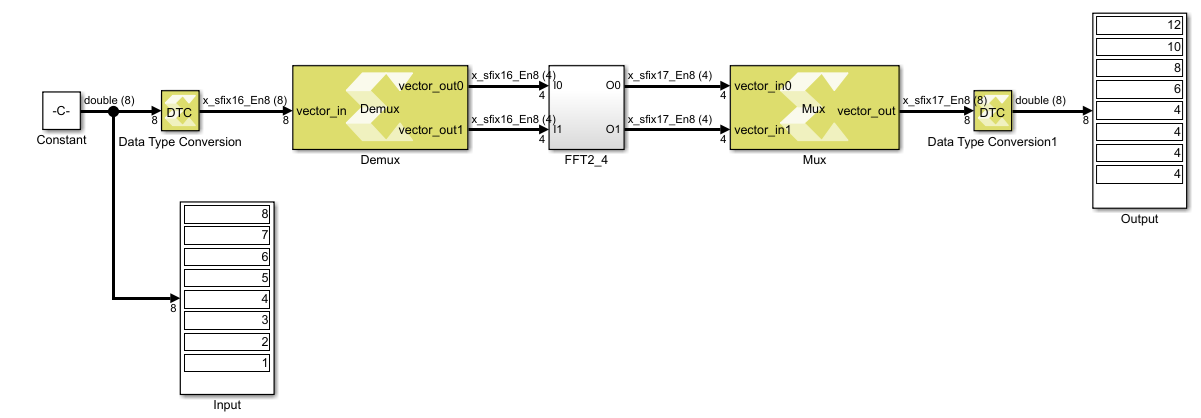 -C-
Constant
double (8)
8
DTC
Data Type Conversion
x_sfix16_En8 (8)
8
vector_in
Demux
vector_out0
vector_out1
Demux
x_sfix16_En8 (4)
4
x_sfix16_En8 (4)
4
I0
O0
I1
O1
FFT2_4
x_sfix17_En8 (4)
4
x_sfix17_En8 (4)
4
vector_in0
Mux
vector_out
vector_in1
Mux
x_sfix17_En8 (8)
8
DTC
Data Type Conversion1
double (8)
8
12
10
8
6
4
4
4
4
Output
8
8
7
6
5
4
3
2
1
Input